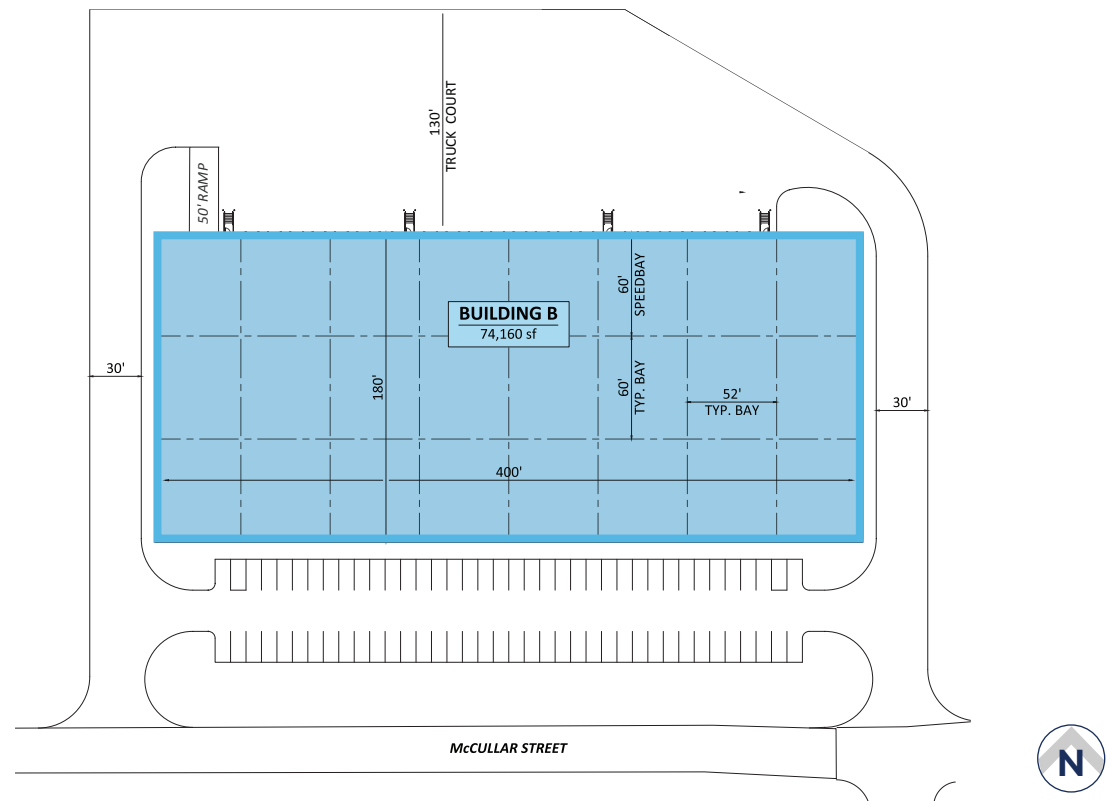 130'
TRUCK COURT
50' RAMP
60'
SPEEDBAY
BUILDING B
74,160 sf
30'
180'
60'
TYP. BAY
52'
TYP. BAY
30'
400'
McCULLAR STREET
N